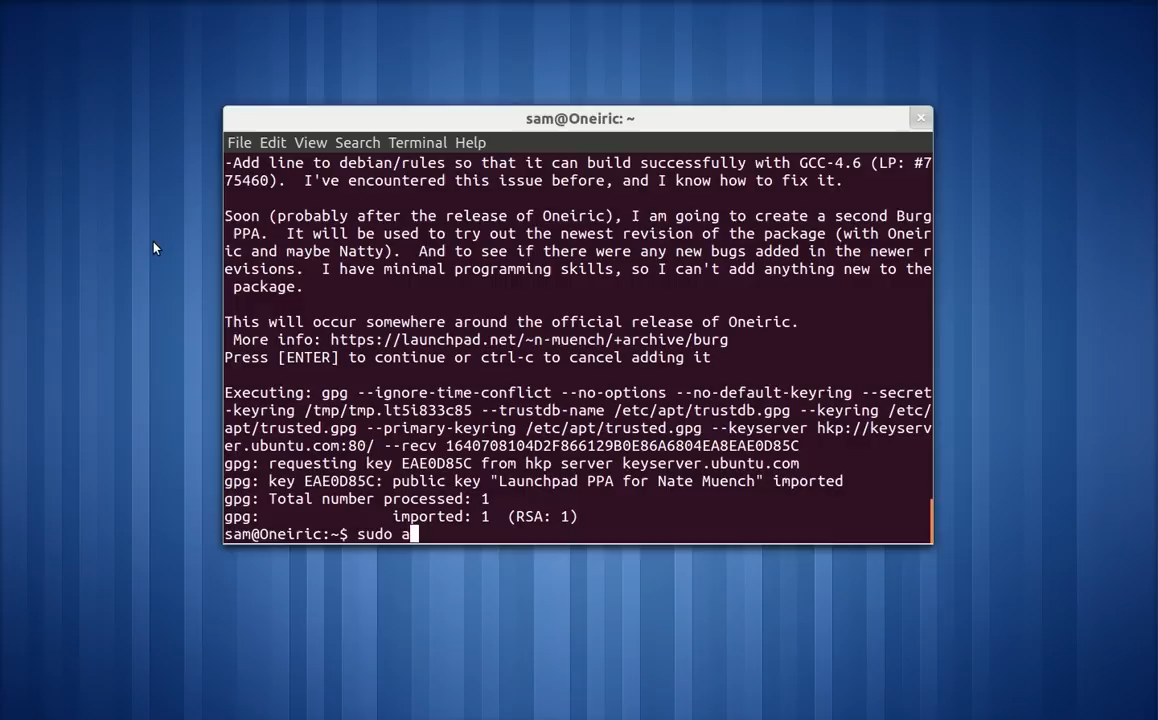 sam@Oneiric: ~
File Edit View Search Terminal Help
-Add line to debian/rules so that it can build successfully with GCC-4.6 (LP: #7
75460).  I've encountered this issue before, and I know how to fix it.
Soon (probably after the release of Oneiric), I am going to create a second Burg
 PPA.  It will be used to try out the newest revision of the package (with Oneir
ic and maybe Natty).  And to see if there were any new bugs added in the newer r
evisions.  I have minimal programming skills, so I can't add anything new to the
 package.
This will occur somewhere around the official release of Oneiric.
 More info: https://launchpad.net/~n-muench/+archive/burg
Press [ENTER] to continue or ctrl-c to cancel adding it
Executing: gpg --ignore-time-conflict --no-options --no-default-keyring --secret
-keyring /tmp/tmp.lt5i833c85 --trustdb-name /etc/apt/trustdb.gpg --keyring /etc/
apt/trusted.gpg --primary-keyring /etc/apt/trusted.gpg --keyserver hkp://keyserv
er.ubuntu.com:80/ --recv 1640708104D2F866129B0E86A6804EA8EAE0D85C
gpg: requesting key EAE0D85C from hkp server keyserver.ubuntu.com
gpg: key EAE0D85C: public key "Launchpad PPA for Nate Muench" imported
gpg: Total number processed: 1
gpg:               imported: 1  (RSA: 1)
sam@Oneiric:~$ sudo a